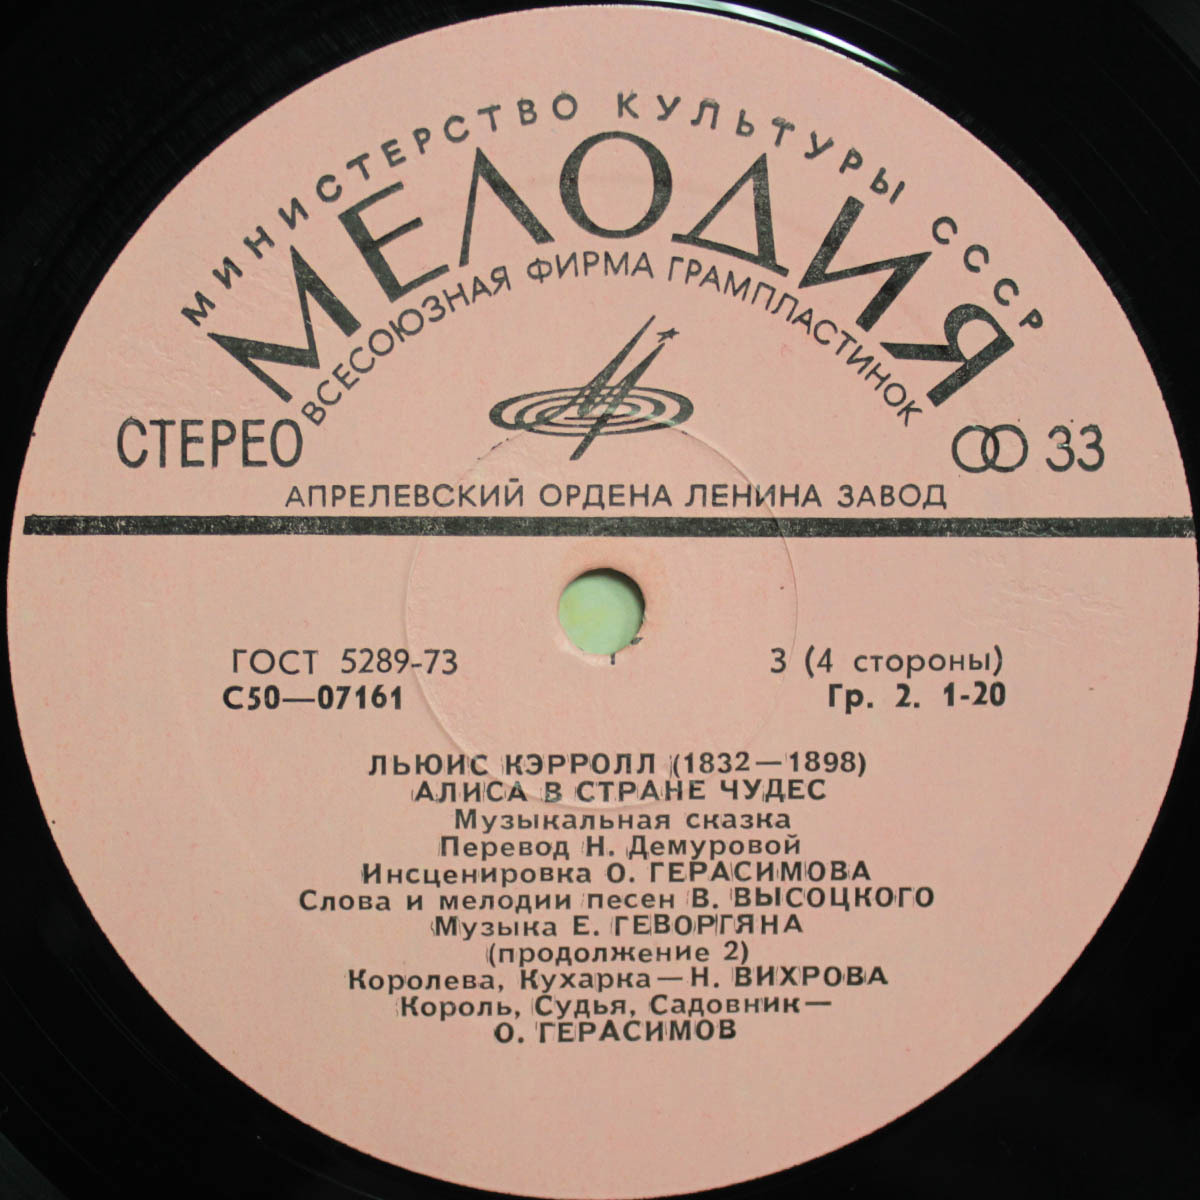 МИНИСТЕРСТВО КУЛЬТУРЫ СССР
МЕЛОДИЯ
ВСЕСОЮЗНАЯ ФИРМА ГРАМПЛАСТИНОК
СТЕРЕО
33
АПРЕЛЕВСКИЙ ОРДЕНА ЛЕНИНА ЗАВОД
ГОСТ 5289-73
3 (4 стороны)
С50—07161
Гр. 2. 1-20
ЛЬЮИС КЭРРОЛЛ (1832—1898)
АЛИСА В СТРАНЕ ЧУДЕС
Музыкальная сказка
Перевод Н. Демуровой
Инсценировка О. ГЕРАСИМОВА
Слова и мелодии песен В. ВЫСОЦКОГО
Музыка Е. ГЕВОРГЯНА
(продолжение 2)
Королева, Кухарка — Н. ВИХРОВА
Король, Судья, Садовник —
О. ГЕРАСИМОВ